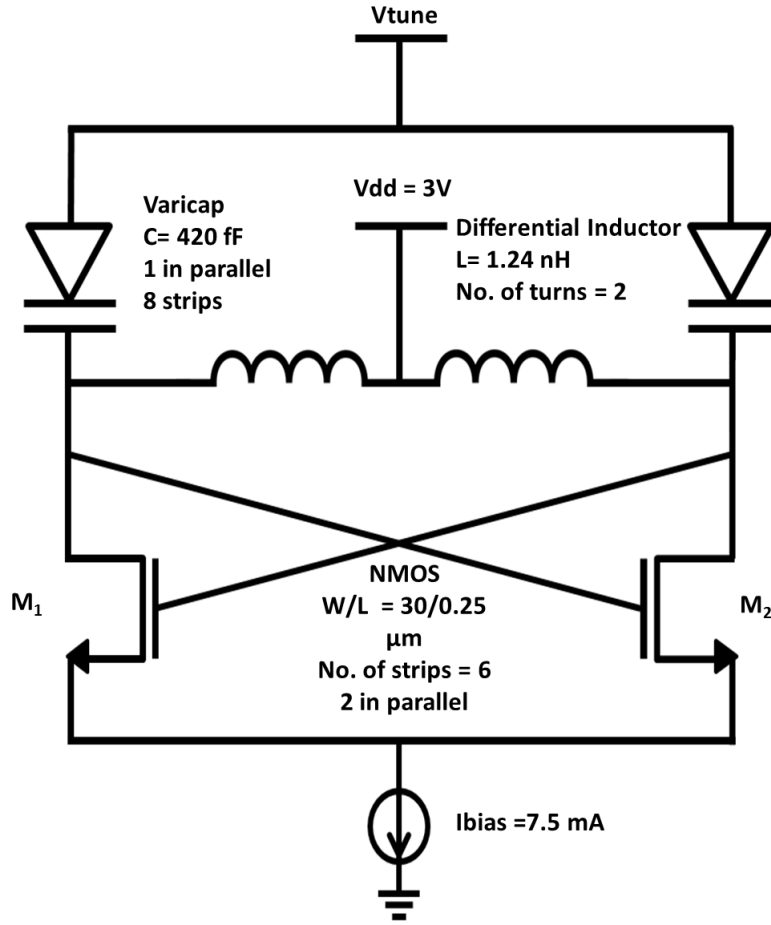 Vtune
Vdd = 3V
Varicap
C= 420 fF
1 in parallel
8 strips
Differential Inductor
L= 1.24 nH
No. of turns = 2
M1
NMOS
W/L = 30/0.25
µm
No. of strips = 6
2 in parallel
M2
Ibias =7.5 mA